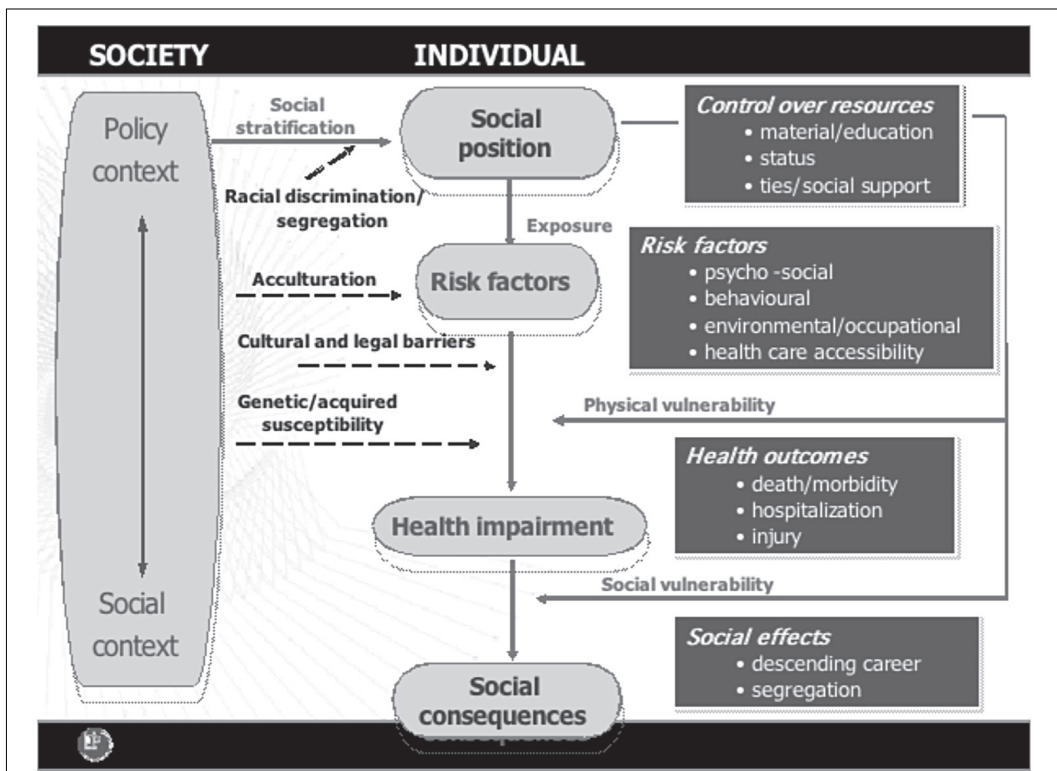 SOCIETY
INDIVIDUAL
Policy
context
Social
context
Social
stratification
Racial discrimination/
segregation
Acculturation
Cultural and legal barriers
Genetic/acquired
susceptibility
Social
position
Exposure
Risk factors
Health impairment
Social
consequences
Control over resources
• material/education
• status
• ties/social support
Risk factors
• psycho -social
• behavioural
• environmental/occupational
• health care accessibility
Physical vulnerability
Health outcomes
• death/morbidity
• hospitalization
• injury
Social vulnerability
Social effects
• descending career
• segregation